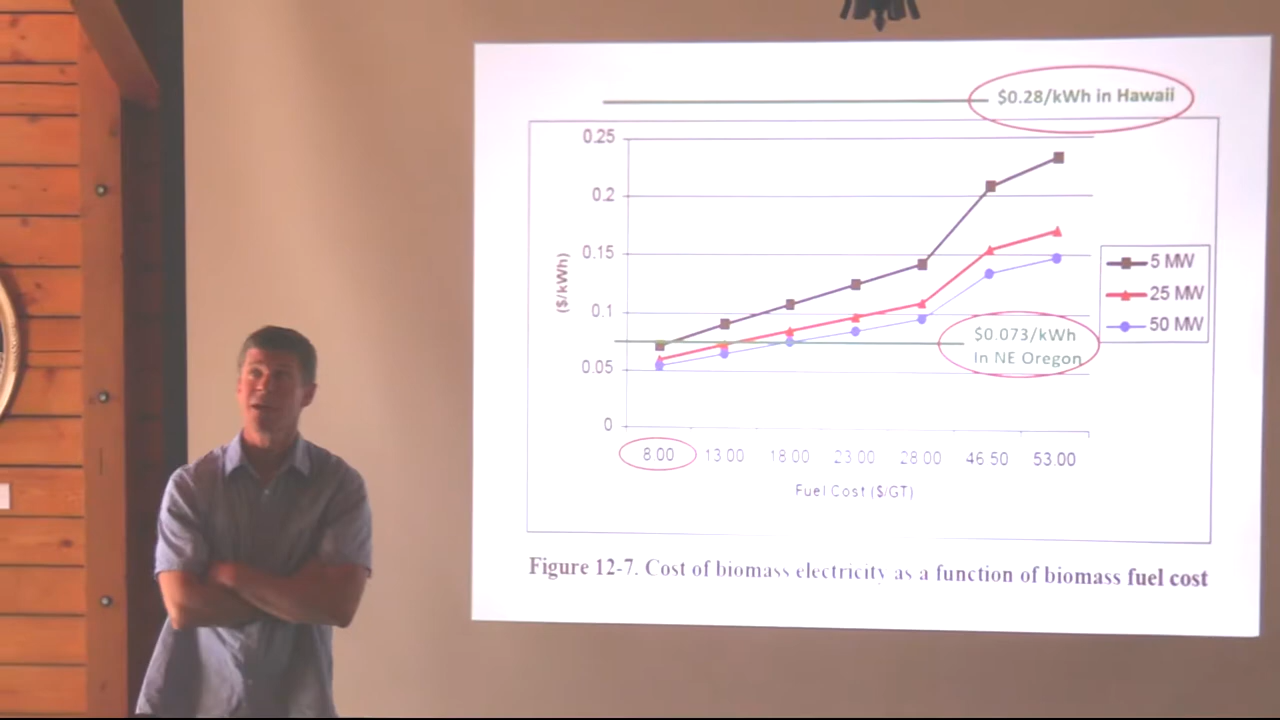 $0.28/kWh in Hawaii
0.25
0.2
0.15
0.1
0.05
0
($/kWh)
5 MW
25 MW
50 MW
$0.073/kWh
In NE Oregon
8.00 13.00 18.00 23.00 28.00 46.50 53.00
Fuel Cost ($/GT)
Figure 12-7. Cost of biomass electricity as a function of biomass fuel cost